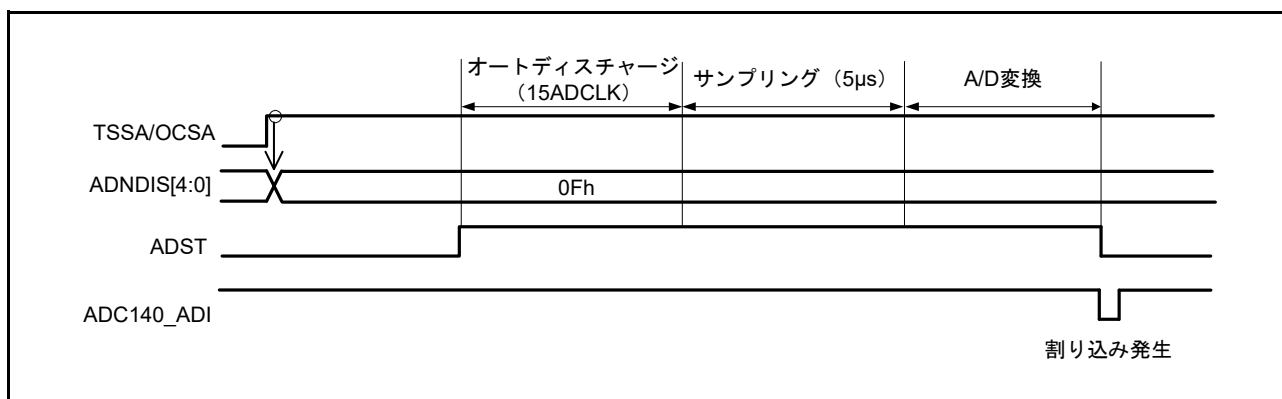 オートディスチャージ
（15ADCLK）
サンプリング（5µs）
A/D変換
TSSA/OCSA
ADNDIS[4:0]
0Fh
ADST
ADC140_ADI
割り込み発生